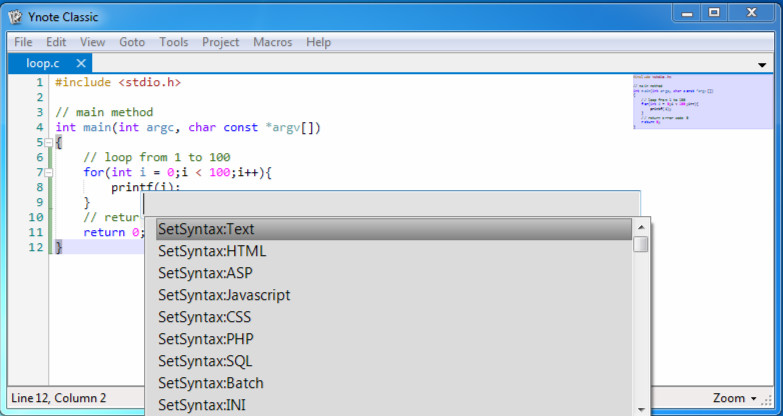 Ynote Classic
File Edit View Goto Tools Project Macros Help
loop.c
1 #include <stdio.h>
2
3 // main method
4 int main(int argc, char const *argv[])
5 {
6 // loop from 1 to 100
7 for(int i = 0;i < 100;i++){
8 printf(i);
9 }
10 // retur
11 return 0;
12 }
SetSyntax:Text
SetSyntax:HTML
SetSyntax:ASP
SetSyntax:Javascript
SetSyntax:CSS
SetSyntax:PHP
SetSyntax:SQL
SetSyntax:Batch
SetSyntax:INI
Line 12, Column 2
Zoom